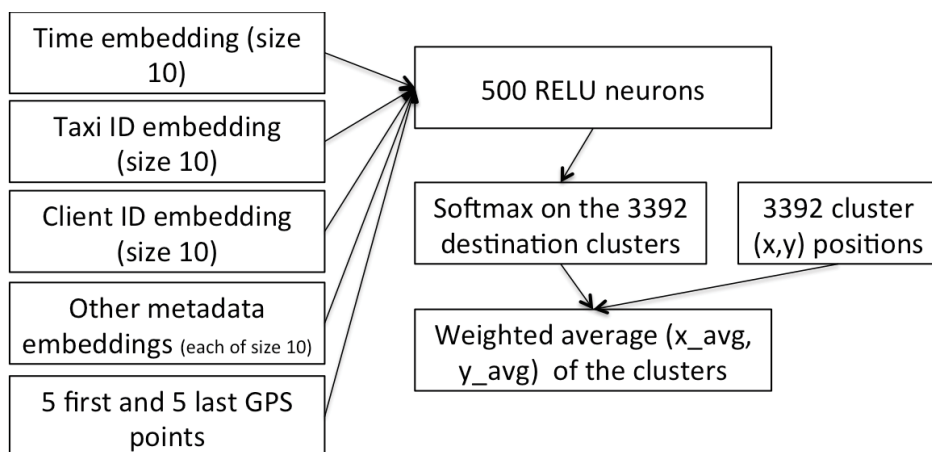 Time embedding (size
10)
Taxi ID embedding
(size 10)
Client ID embedding
(size 10)
Other metadata
embeddings (each of size 10)
5 first and 5 last GPS
points
500 RELU neurons
Softmax on the 3392
destination clusters
3392 cluster
(x,y) positions
Weighted average (x_avg,
y_avg) of the clusters